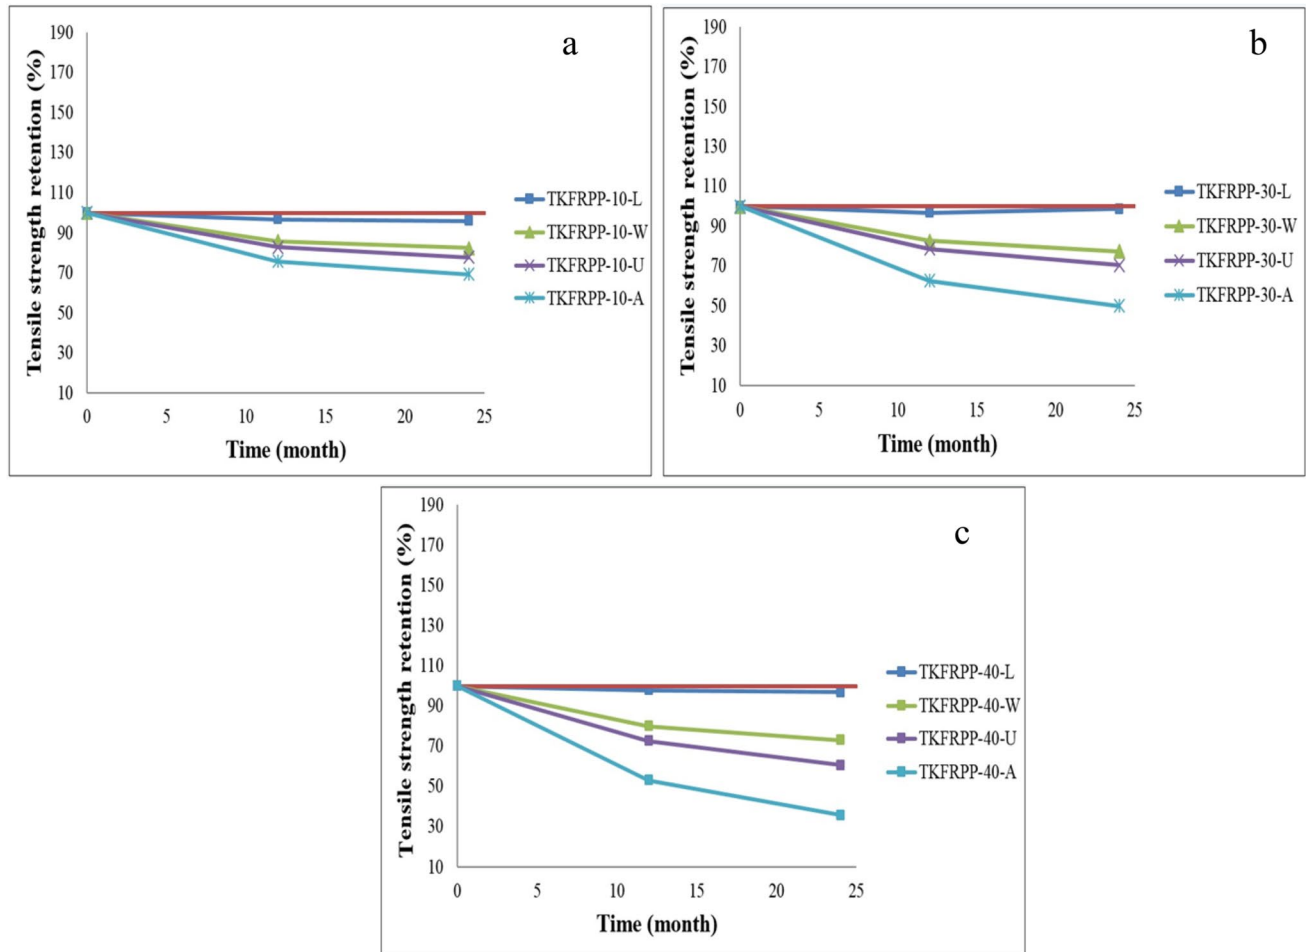 a
Tensile strength retention (%)
190
170
150
130
110
90
70
50
30
10
0 5 10 15 20 25
Time (month)
TKFRPP-10-L
TKFRPP-10-W
TKFRPP-10-U
TKFRPP-10-A
b
Tensile strength retention (%)
190
170
150
130
110
90
70
50
30
10
0 5 10 15 20 25
Time (month)
TKFRPP-30-L
TKFRPP-30-W
TKFRPP-30-U
TKFRPP-30-A
c
Tensile strength retention (%)
190
170
150
130
110
90
70
50
30
10
0 5 10 15 20 25
Time (month)
TKFRPP-40-L
TKFRPP-40-W
TKFRPP-40-U
TKFRPP-40-A